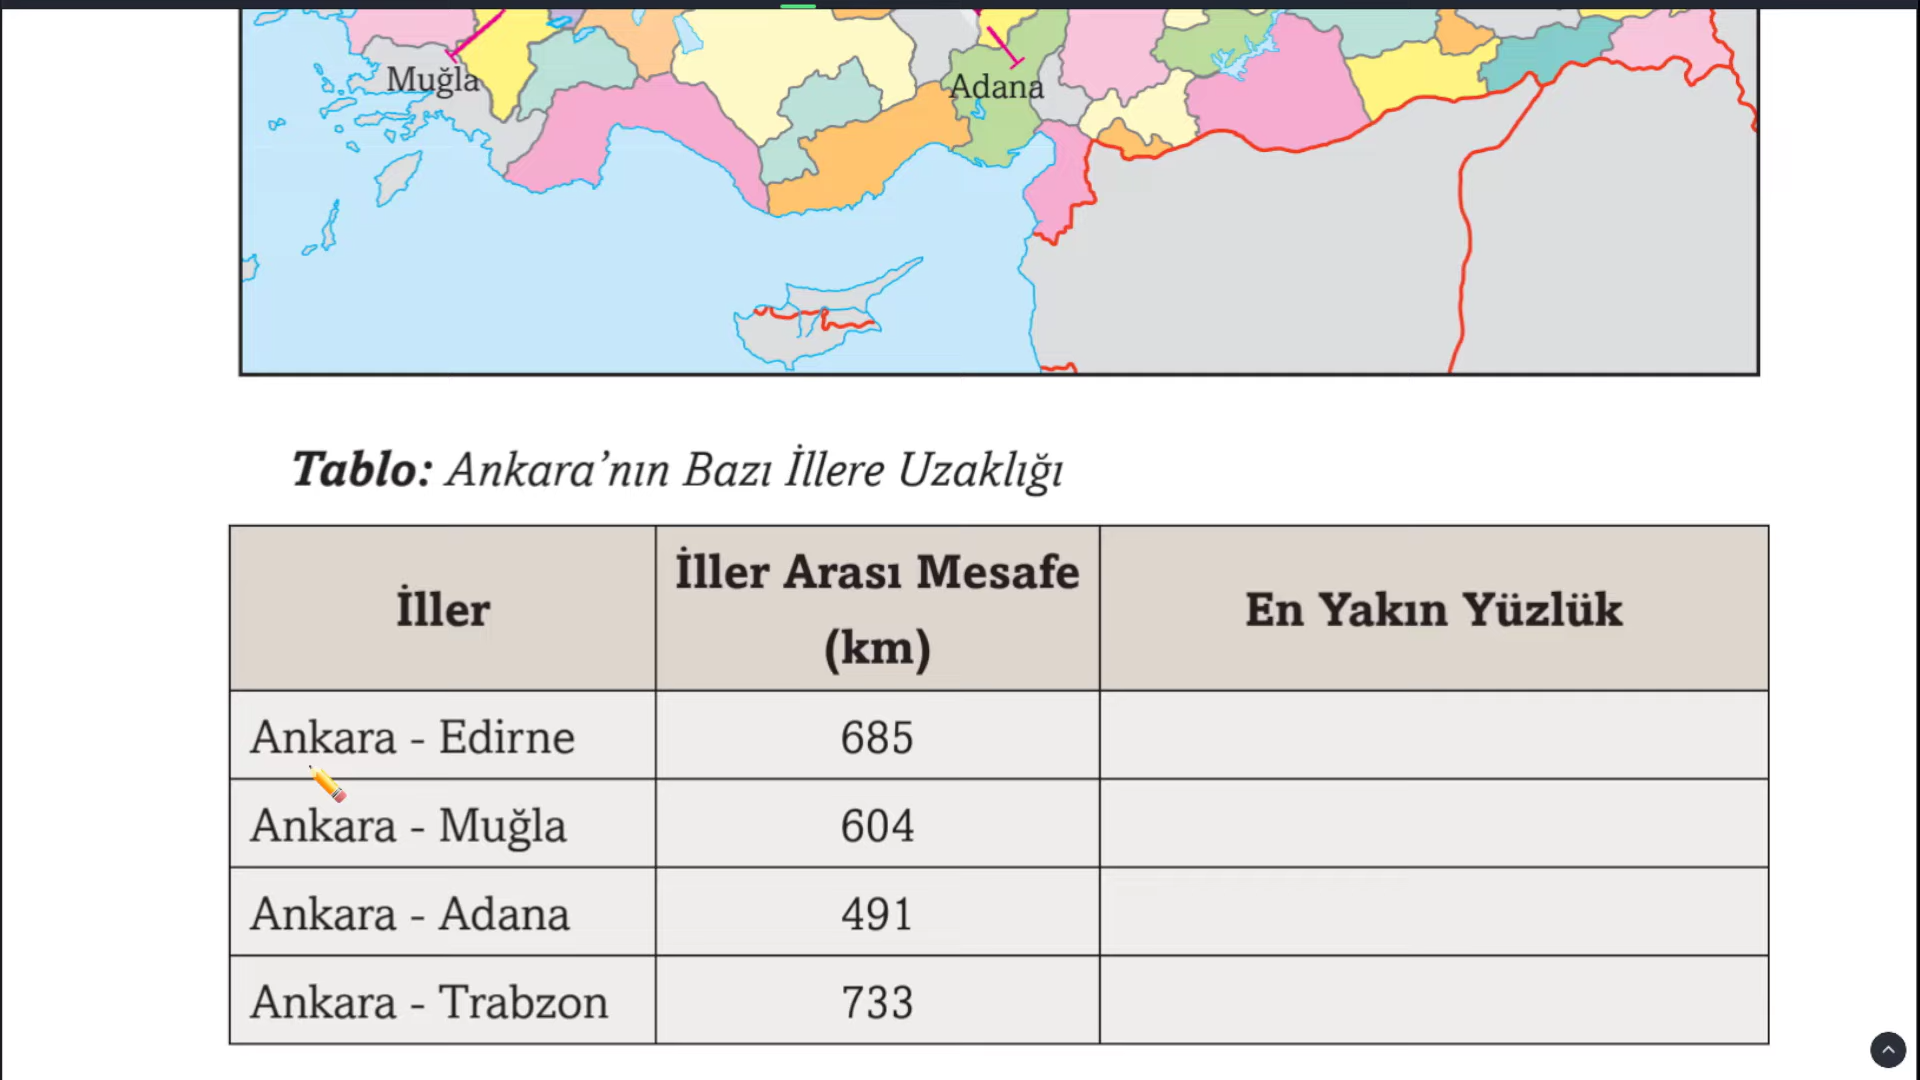 Muğla
Adana
Tablo: Ankara’nın Bazı İllere Uzaklığı
İller
İller Arası Mesafe
(km)
En Yakın Yüzlük
Ankara - Edirne
685
Ankara - Muğla
604
Ankara - Adana
491
Ankara - Trabzon
733